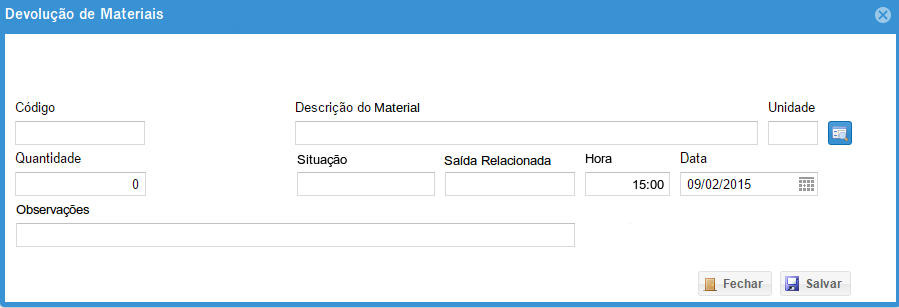 Devolução de Materiais
Código Descrição do Material Unidade
Quantidade Situação Saída Relacionada Hora Data
0 15:00 09/02/2015
Observações
Fechar Salvar